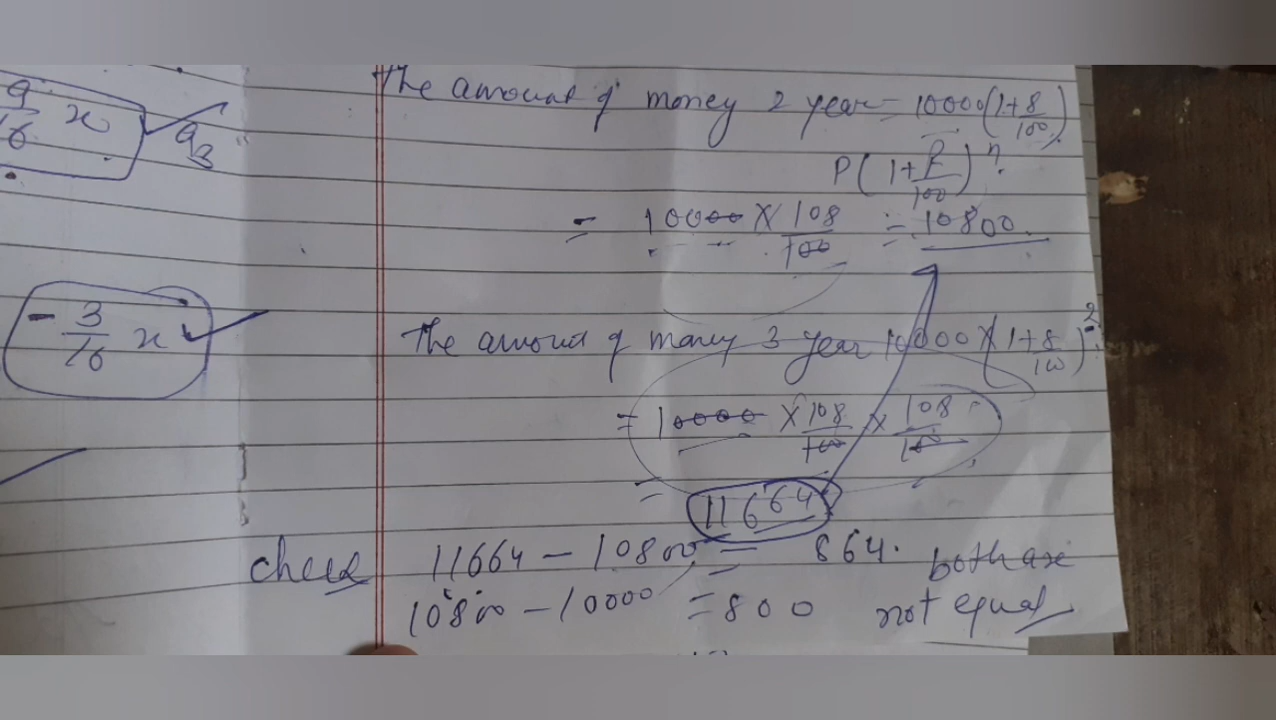 The amount of money 2 year = 10000(1+8/100)
9/16 x
P(1+R/100)^n
= 10000 X 108/100 = 10800
- 3/16 x
The amount of money 3 year 10000 X (1+8/100)^2
= 10000 X 108/100 X 108/100
= 11664
check 11664 - 10800 = 864. both are
10800 - 10000 = 800 not equal